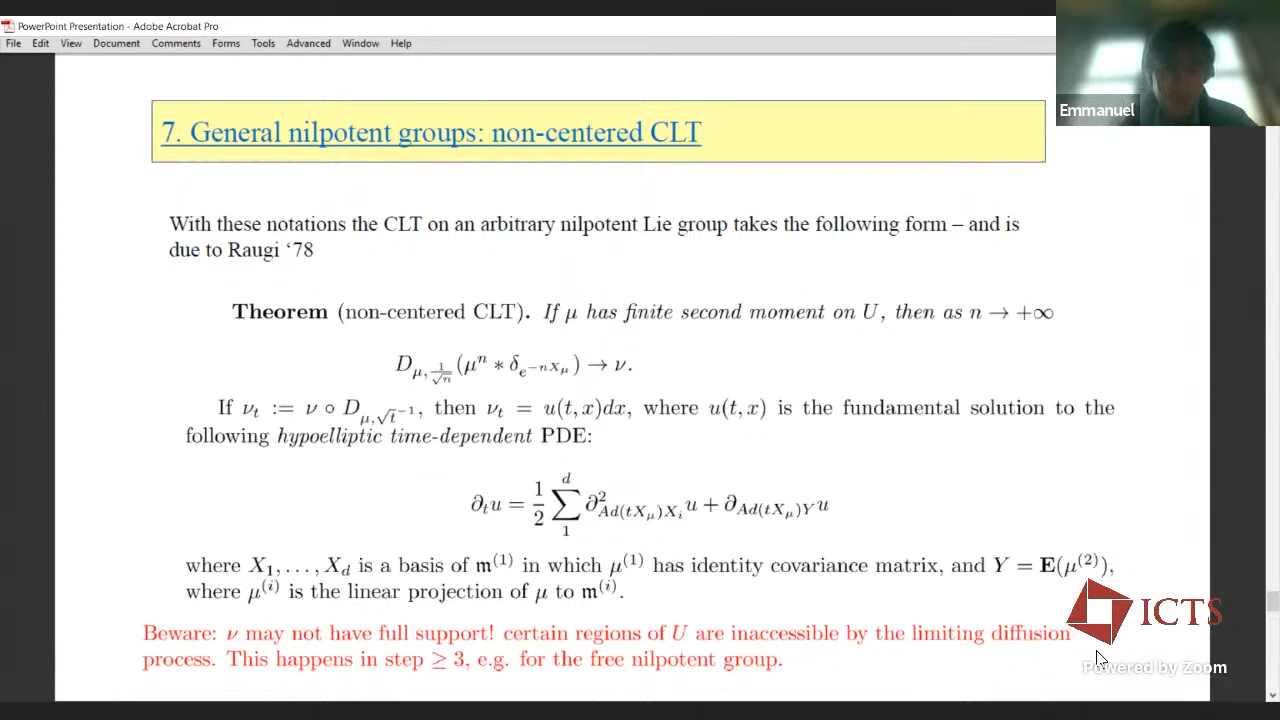 PowerPoint Presentation - Adobe Acrobat Pro
File Edit View Document Comments Forms Tools Advanced Window Help
Emmanuel
7. General nilpotent groups: non-centered CLT
With these notations the CLT on an arbitrary nilpotent Lie group takes the following form – and is
due to Raugi ‘78
Theorem (non-centered CLT). If μ has finite second moment on U, then as n → +∞
D_{μ, 1/√n}(μ^n ∗ δ_{e^{-nX_μ}}) → ν.
If ν_t := ν ∘ D_{μ,√t^{-1}}, then ν_t = u(t, x)dx, where u(t, x) is the fundamental solution to the
following hypoelliptic time-dependent PDE:
∂_t u = \frac{1}{2} \sum_{1}^{d} ∂²_{Ad(tX_μ)X_i} u + ∂_{Ad(tX_μ)Y} u
where X_1, . . . , X_d is a basis of 𝔪^{(1)} in which μ^{(1)} has identity covariance matrix, and Y = E(μ^{(2)}),
where μ^{(i)} is the linear projection of μ to 𝔪^{(i)}.
Beware: ν may not have full support! certain regions of U are inaccessible by the limiting diffusion
process. This happens in step ≥ 3, e.g. for the free nilpotent group.
ICTS
Powered by Zoom